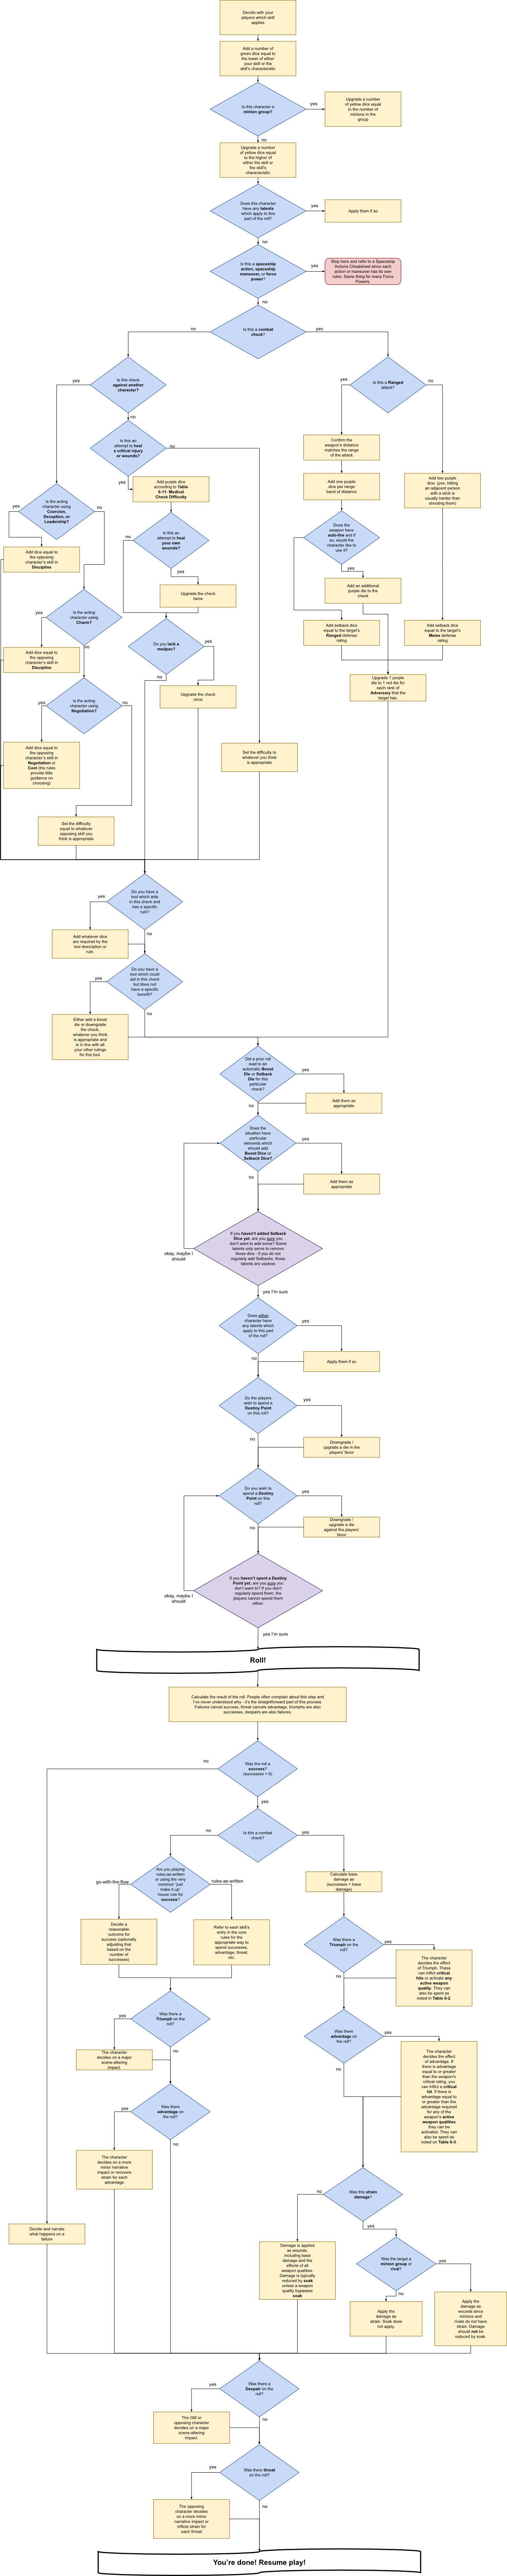 Decide with your
players which skill
applies
Add a number of
green dice equal to
the lower of either
your skill or the
skill's characteristic
Is this character a
minion group?
yes
Upgrade a number
of yellow dice equal
to the number of
minions in the
group
no
Upgrade a number
of yellow dice equal
to the higher of
either the skill or
the skill's
characteristic
Does this character
have any talents
which apply to this
part of the roll?
yes
Apply them if so
no
Is this a spaceship
action, spaceship
maneuver, or force
power?
yes
Stop here and refer to a Spaceship
Actions Cheatsheet since each
action or maneuver has its own
rules. Same thing for many Force
Powers.
no
Is this a combat
check?
no
yes
Is this check
against another
character?
yes
no
Is this a Ranged
attack?
yes
no
Is this an
attempt to heal
a critical injury
or wounds?
no
yes
Confirm the
weapon's distance
matches the range
of the attack
Add purple dice
according to Table
5-11: Medical
Check Difficulty
Add one purple
dice per range
band of distance
Add two purple
dice. (yes, hitting
an adjacent person
with a stick is
usually harder than
shooting them)
Is the acting
character using
Coercion,
Deception, or
Leadership?
yes
no
Is this an
attempt to heal
your own
wounds?
no
yes
Does the
weapon have
auto-fire and if
so, would the
character like to
use it?
no
yes
Add dice equal to
the opposing
character's skill in
Discipline
Upgrade the check
twice
Add an additional
purple die to the
check
Is the acting
character using
Charm?
yes
no
Do you lack a
medpac?
yes
no
Add setback dice
equal to the target's
Ranged defense
rating
Add setback dice
equal to the target's
Melee defense
rating
Add dice equal to
the opposing
character's skill in
Discipline
Is the acting
character using
Negotiation?
yes
no
Upgrade the check
once
Upgrade 1 purple
die to 1 red die for
each rank of
Adversary that the
target has.
Add dice equal to
the opposing
character's skill in
Negotiation or
Cool (the rules
provide little
guidance on
choosing)
Set the difficulty to
whatever you think
is appropriate
Set the difficulty
equal to whatever
opposing skill you
think is appropriate
Do you have a
tool which aids
in this check and
has a specific
rule?
yes
no
Add whatever dice
are required by the
tool description or
rule.
Do you have a
tool which could
aid in this check
but does not
have a specific
benefit?
yes
no
Either add a boost
die or downgrade
the check,
whatever you think
is appropriate and
is in line with all
your other rulings
for this tool.
Did a prior roll
lead to an
automatic Boost
Die or Setback
Die for this
particular
check?
yes
no
Add them as
appropriate
Does the
situation have
particular
elements which
should add
Boost Dice or
Setback Dice?
yes
no
Add them as
appropriate
If you haven't added Setback
Dice yet, are you sure you
don't want to add some? Some
talents only serve to remove
these dice - if you do not
regularly add Setbacks, those
talents are useless
okay, maybe I
should
yes I'm sure
Does either
character have
any talents which
apply to this part
of the roll?
yes
no
Apply them if so
Do the players
wish to spend a
Destiny Point
on this roll?
yes
no
Downgrade /
upgrade a die in the
players' favor
Do you wish to
spend a Destiny
Point on this
roll?
yes
no
Downgrade /
upgrade a die
against the players'
favor
If you haven't spent a Destiny
Point yet, are you sure you
don't want to? If you don't
regularly spend them, the
players cannot spend them
either.
okay, maybe I
should
yes I'm sure
Roll!
Calculate the result of the roll. People often complain about this step and
I've never understood why - it's the straightforward part of this process.
Failures cancel success, threat cancels advantage, triumphs are also
successes, despairs are also failures.
Was the roll a
success?
(successes > 0)
no
yes
Is this a combat
check?
no
yes
Are you playing
rules-as-written
or using the very
common "just
make it up"
house rule for
success?
go-with-the-flow
rules-as-written
Calculate base
damage as
(successes + base
damage)
Decide a
reasonable
outcome for
success (optionally
adjusting that
based on the
number of
successes)
Refer to each skill's
entry in the core
rules for the
appropriate way to
spend successes,
advantage, threat,
etc.
Was there a
Triumph on the
roll?
yes
no
The character
decides the effect
of Triumph. These
can inflict critical
hits or activate any
active weapon
quality. They can
also be spent as
noted in Table 6-2.
Was there a
Triumph on the
roll?
yes
no
The character
decides on a major
scene-altering
impact.
Was there
advantage on
the roll?
yes
no
The character
decides the effect
of advantage. If
there is advantage
equal to or greater
than the weapon's
critical rating, you
can inflict a critical
hit. If there is
advantage equal to
or greater than the
advantage required
for any of the
weapon's active
weapon qualities
they can be
activated. They can
also be spent as
noted on Table 6-3.
Was there
advantage on
the roll?
yes
no
The character
decides on a more
minor narrative
impact or recovers
strain for each
advantage
Was this strain
damage?
no
yes
Decide and narrate
what happens on a
failure
Damage is applied
as wounds,
including base
damage and the
effects of all
weapon qualities.
Damage is typically
reduced by soak
unless a weapon
quality bypasses
soak
Was the target a
minion group or
rival?
yes
no
Apply the
damage as
strain. Soak does
not apply.
Apply the
damage as
wounds since
minions and
rivals do not have
strain. Damage
should not be
reduced by soak.
Was there a
Despair on the
roll?
yes
no
The GM or
opposing character
decides on a major
scene-altering
impact.
Was there threat
on the roll?
yes
no
The opposing
character decides
on a more minor
narrative impact or
inflicts strain for
each threat
You're done! Resume play!